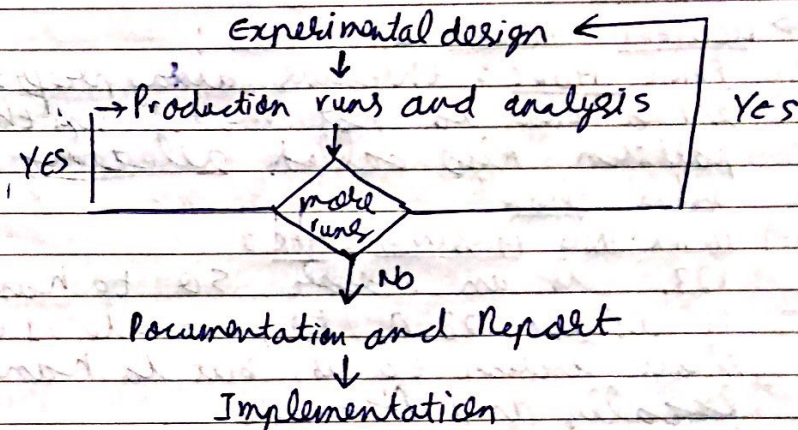 Experimental design
Production runs and analysis
YES
YES
more
runs
No
Documentation and Report
Implementation